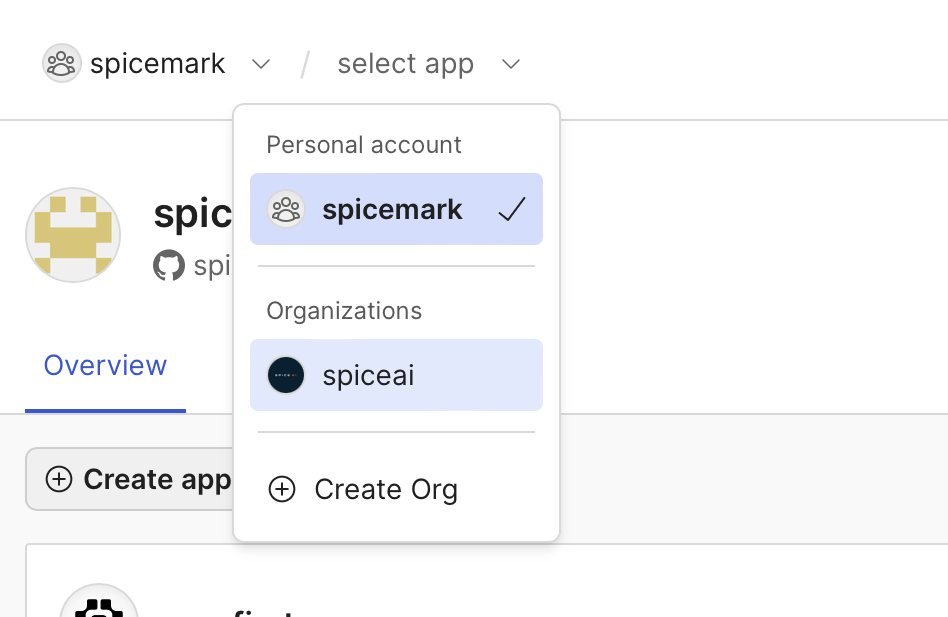 spicemark / select app
Personal account
spicemark
Organizations
spiceai
Create Org
spic
spi
Overview
Create app